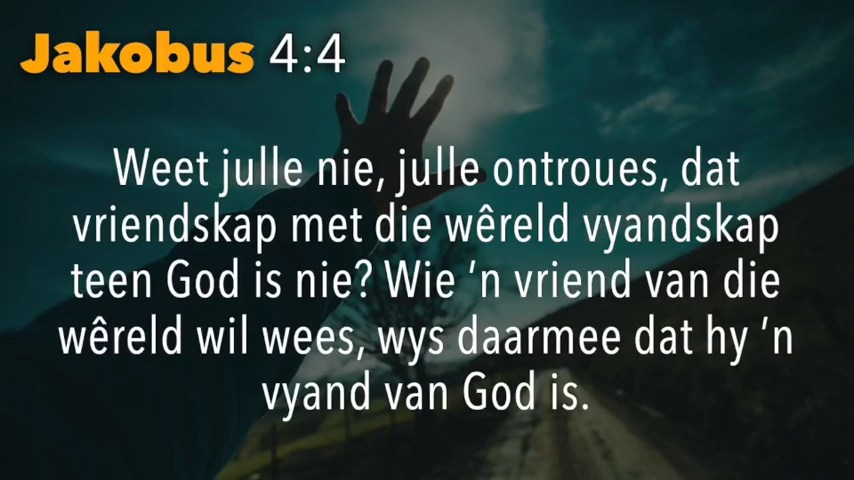 Jakobus 4:4
Weet julle nie, julle ontroues, dat
vriendskap met die wêreld vyandskap
teen God is nie? Wie ’n vriend van die
wêreld wil wees, wys daarmee dat hy ’n
vyand van God is.